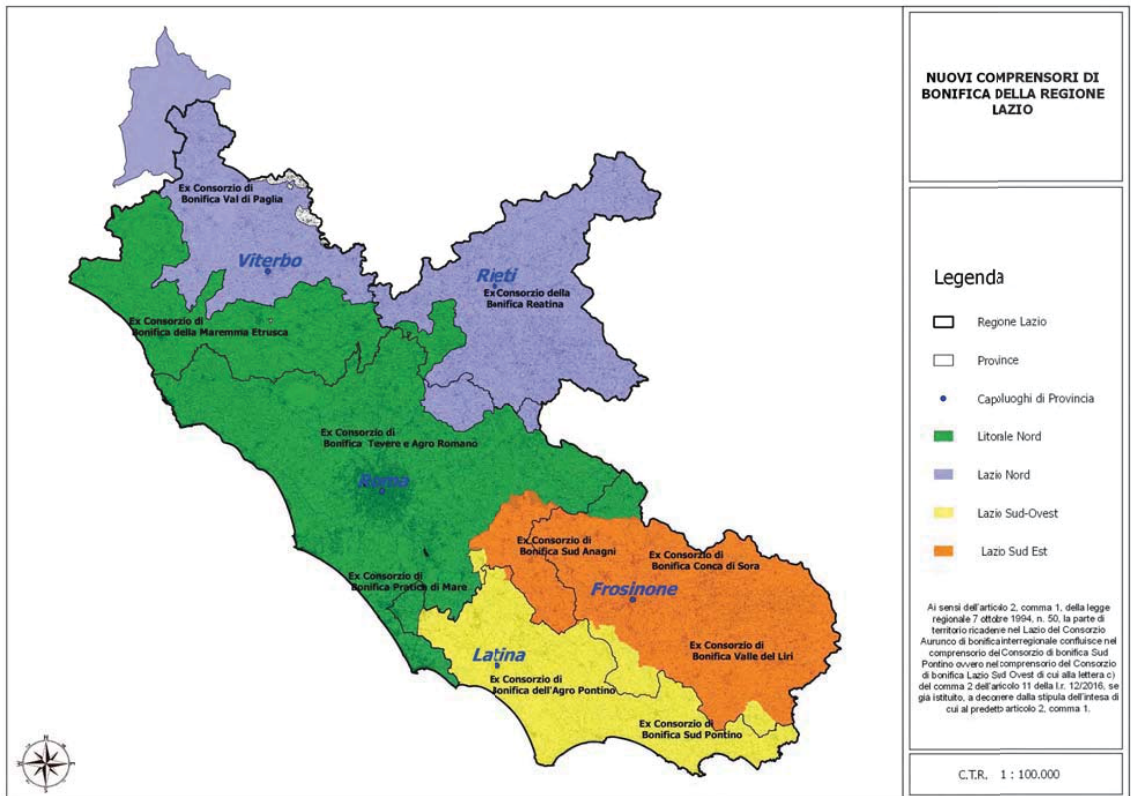 NUOVI COMPRENSORI DI
BONIFICA DELLA REGIONE
LAZIO
Ex Consorzio di
Bonifica Val di Paglia
Viterbo
Rieti
Ex Consorzio della
Bonifica Reatina
Ex Consorzio di
Bonifica della Maremma Etrusca
Ex Consorzio di
Bonifica Tevere e Agro Romano
Roma
Ex Consorzio di
Bonifica Sud Anagni
Ex Consorzio di
Bonifica Conca di Sora
Ex Consorzio di
Bonifica Pratica di Mare
Frosinone
Ex Consorzio di
Bonifica Valle del Liri
Latina
Ex Consorzio di
Bonifica dell'Agro Pontino
Ex Consorzio di
Bonifica Sud Pontino
Legenda
Regione Lazio
Province
Capoluoghi di Provincia
Litorale Nord
Lazio Nord
Lazio Sud-Ovest
Lazio Sud Est
Ai sensi dell'articolo 2, comma 1, della legge
regionale 7 ottobre 1994, n. 50, la parte di
territorio ricadente nel Lazio del Consorzio
Aurunco di bonifica interregionale confluisce nel
comprensorio del Consorzio di bonifica Sud
Pontino ovvero nel comprensorio del Consorzio
di bonifica Lazio Sud Ovest di cui alla lettera c)
del comma 2 dell'articolo 11 della l.r. 12/2016, se
già istituito, a decorrere dalla stipula dell'intesa di
cui al predetto articolo 2, comma 1.
C.T.R. 1 : 100.000